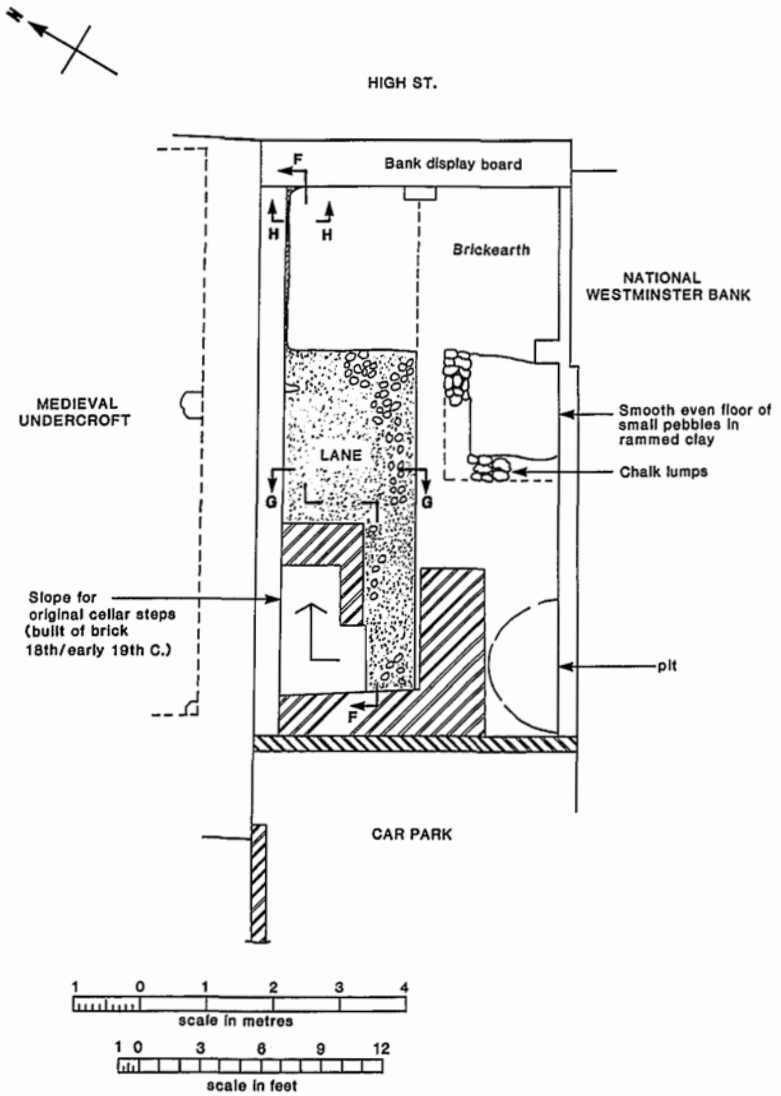 N
HIGH ST.
Bank display board
F
H H
Brickearth
NATIONAL
WESTMINSTER BANK
MEDIEVAL
UNDERCROFT
Smooth even floor of
small pebbles in
rammed clay
LANE
Chalk lumps
G G
Slope for
original cellar steps
(built of brick
18th/early 19th C.)
pit
F
CAR PARK
1 0 1 2 3 4
scale in metres
1 0 3 6 9 12
scale in feet